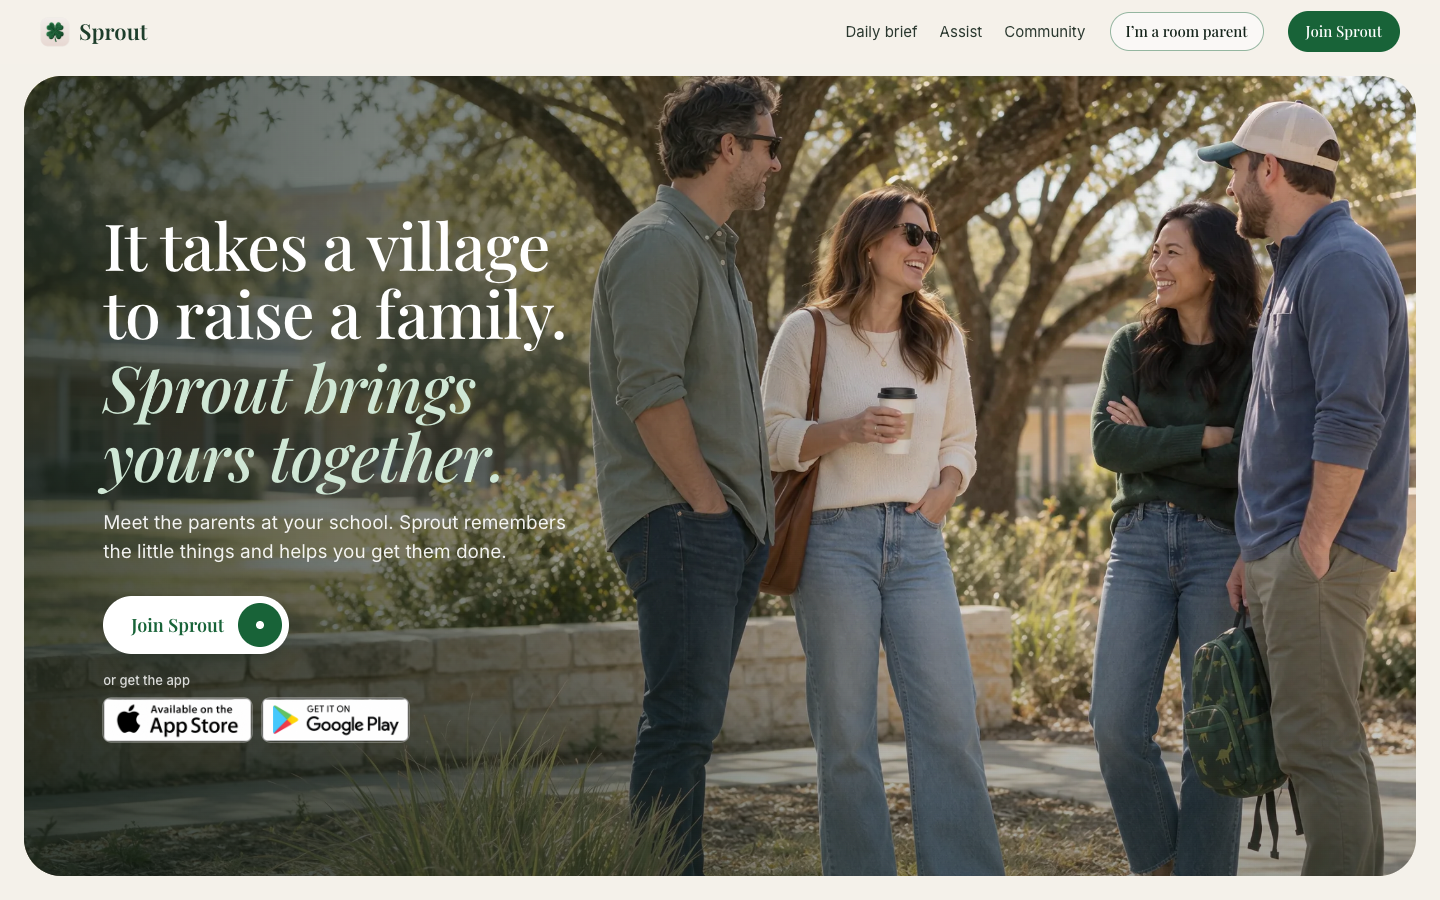 Sprout
Daily brief
Assist
Community
I’m a room parent
Join Sprout
It takes a village
to raise a family.
Sprout brings
yours together.
Meet the parents at your school. Sprout remembers
the little things and helps you get them done.
Join Sprout
or get the app
Available on the
App Store
GET IT ON
Google Play